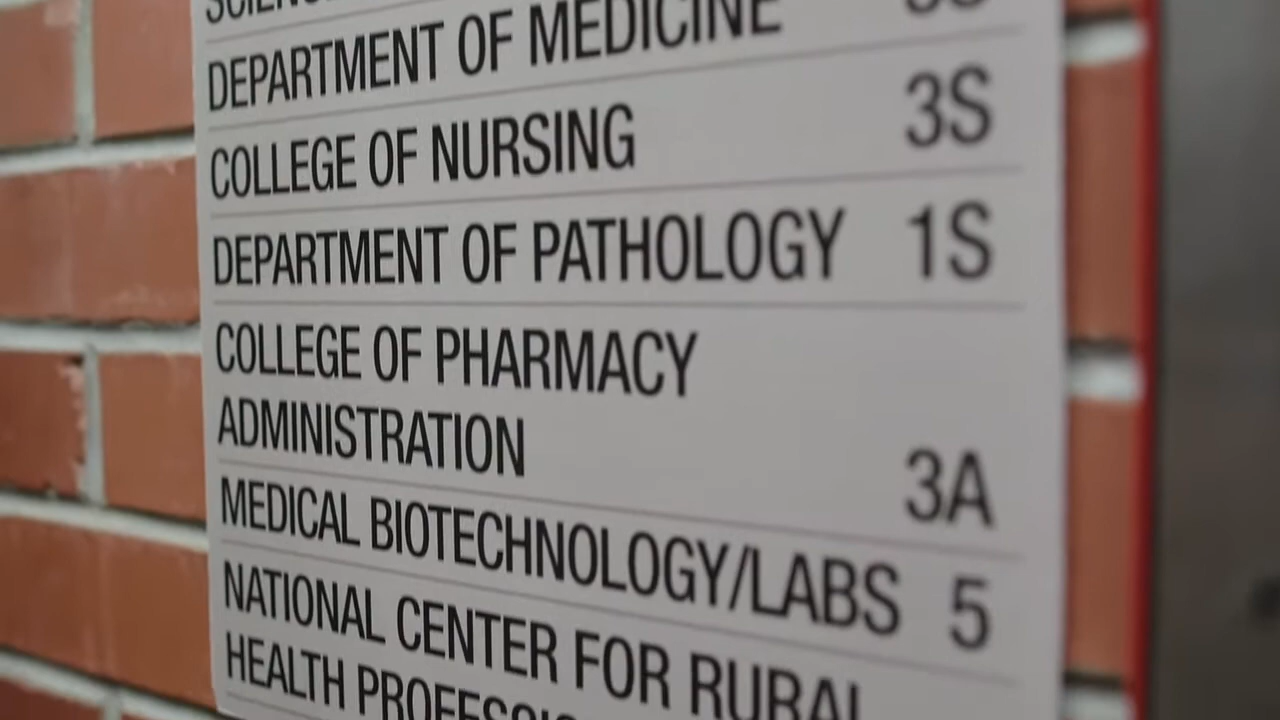 DEPARTMENT OF MEDICINE
COLLEGE OF NURSING 3S
DEPARTMENT OF PATHOLOGY 1S
COLLEGE OF PHARMACY
ADMINISTRATION 3A
MEDICAL BIOTECHNOLOGY/LABS 5
NATIONAL CENTER FOR RURAL
HEALTH